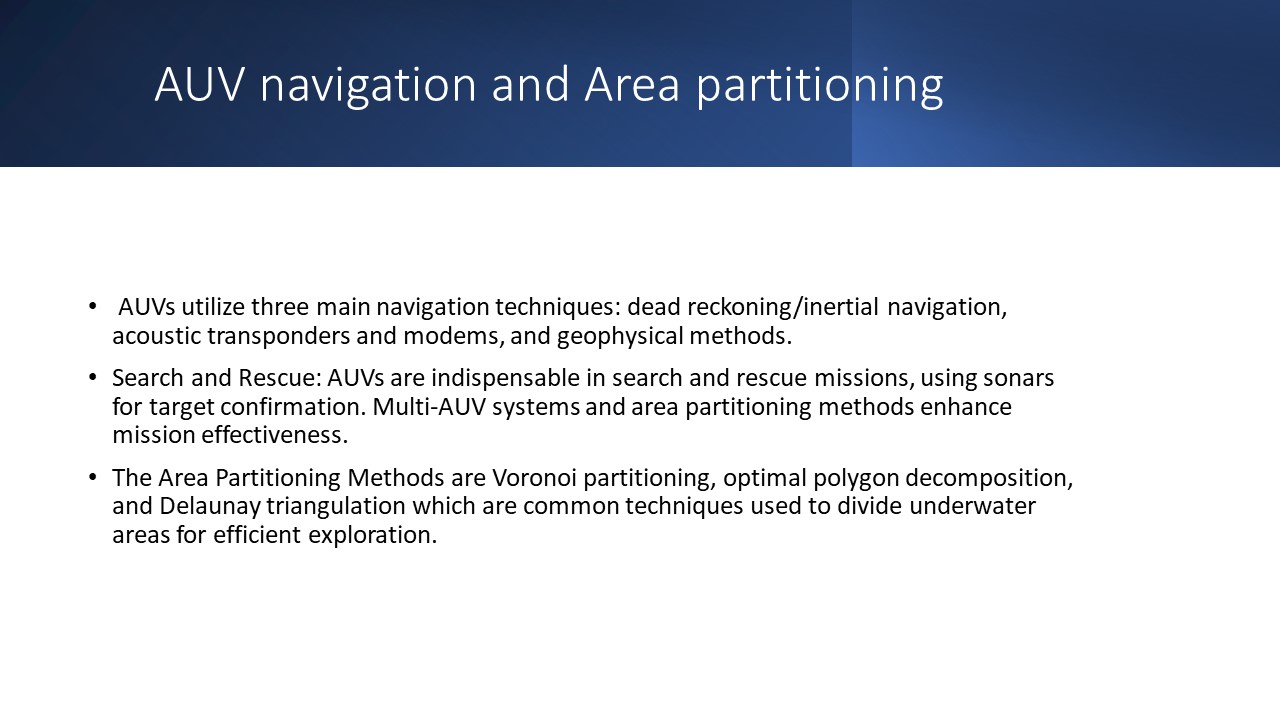 AUV navigation and Area partitioning
• AUVs utilize three main navigation techniques: dead reckoning/inertial navigation,
acoustic transponders and modems, and geophysical methods.
• Search and Rescue: AUVs are indispensable in search and rescue missions, using sonars
for target confirmation. Multi-AUV systems and area partitioning methods enhance
mission effectiveness.
• The Area Partitioning Methods are Voronoi partitioning, optimal polygon decomposition,
and Delaunay triangulation which are common techniques used to divide underwater
areas for efficient exploration.